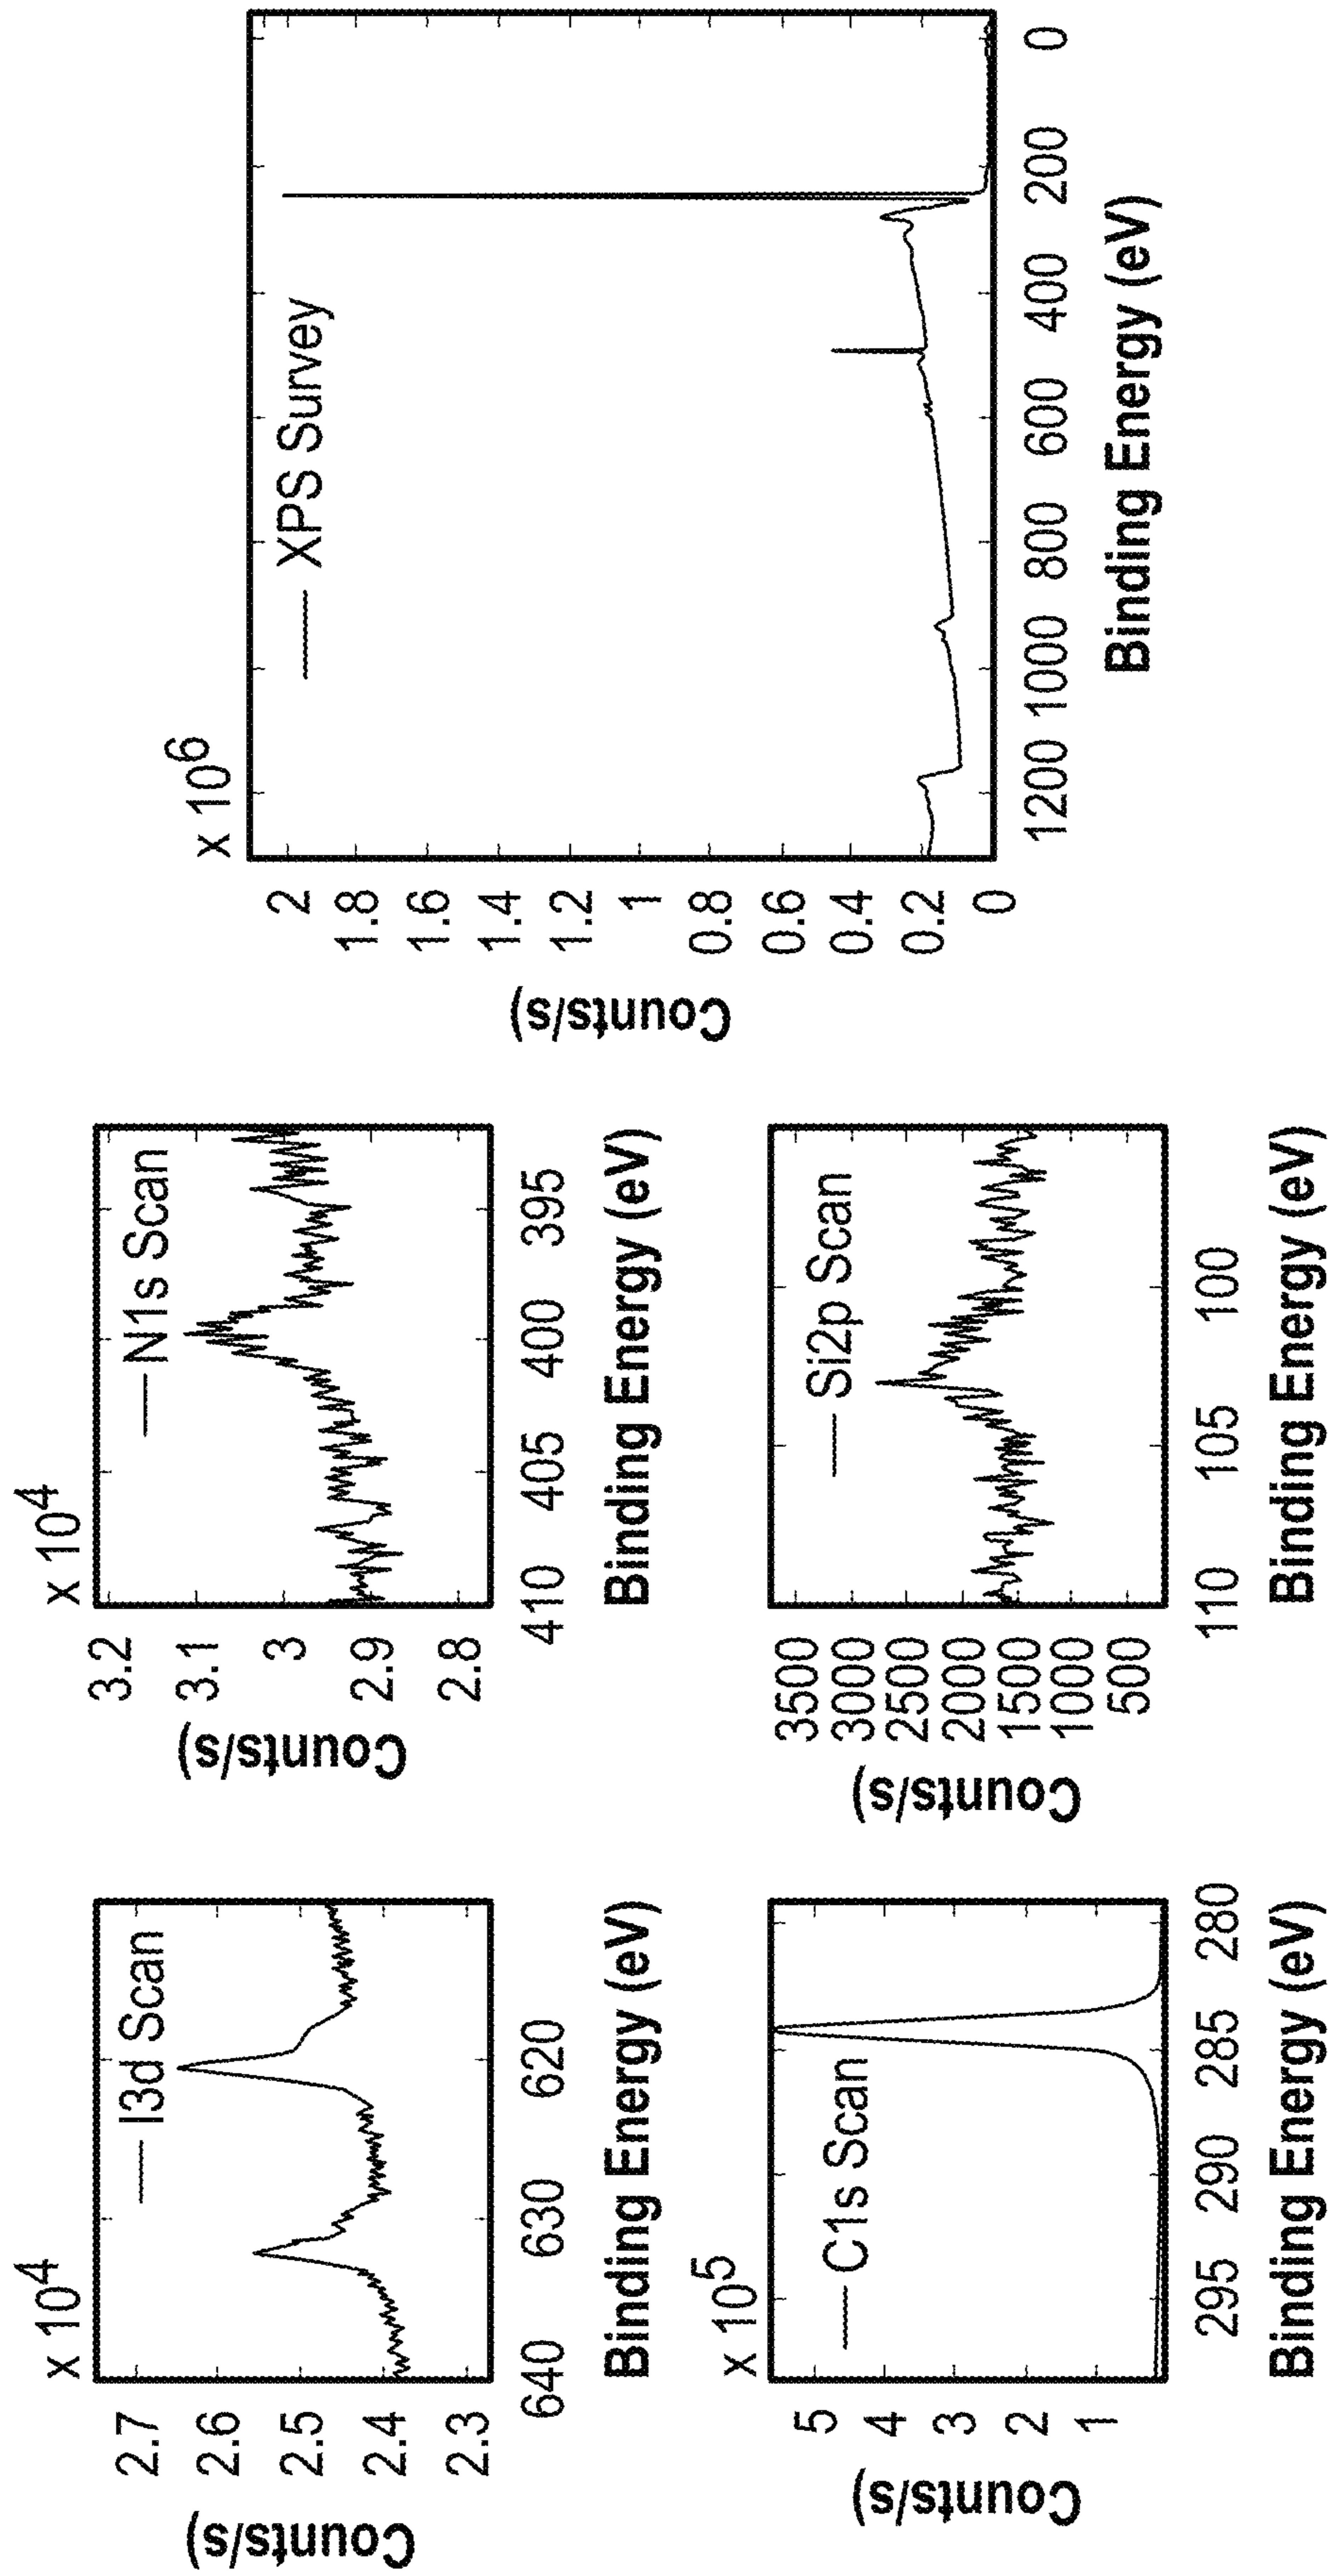 x 10^4
I3d Scan
2.7
2.6
2.5
2.4
2.3
Counts/s)
640 630 620
Binding Energy (eV)
x 10^4
N1s Scan
3.2
3.1
3
2.9
2.8
Counts/s)
410 405 400 395
Binding Energy (eV)
x 10^5
C1s Scan
5
4
3
2
1
Counts/s)
295 290 285 280
Binding Energy (eV)
Si2p Scan
3500
3000
2500
2000
1500
1000
500
Counts/s)
110 105 100
Binding Energy (eV)
x 10^6
XPS Survey
2
1.8
1.6
1.4
1.2
1
0.8
0.6
0.4
0.2
0
Counts/s)
1200 1000 800 600 400 200 0
Binding Energy (eV)